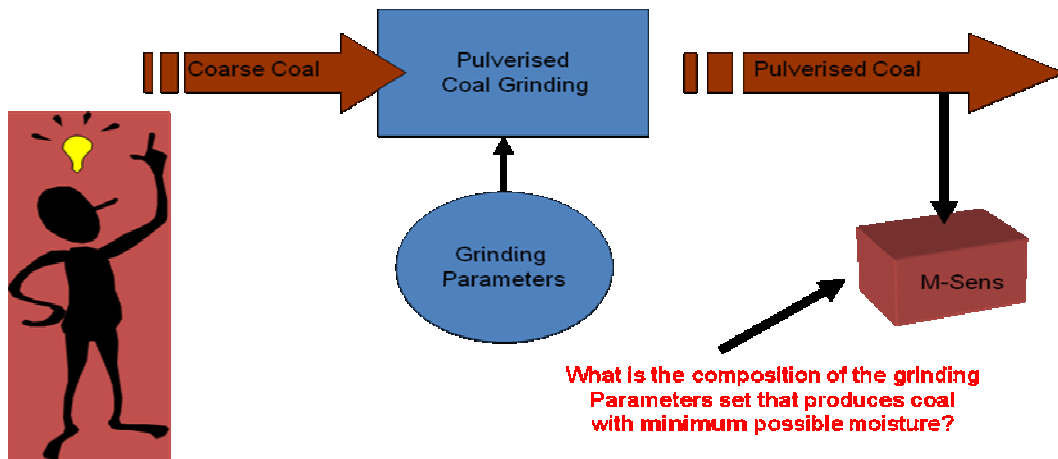 Coarse Coal
Pulverised
Coal Grinding
Pulverised Coal
Grinding
Parameters
M-Sens
What is the composition of the grinding
Parameters set that produces coal
with minimum possible moisture?